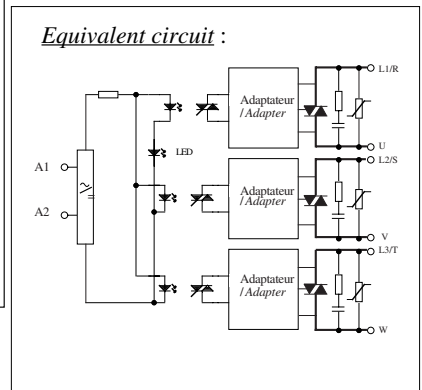 Equivalent circuit :
L1/R
Adaptateur
/Adapter
U
LED
L2/S
A1
Adaptateur
/Adapter
A2
V
L3/T
Adaptateur
/Adapter
W